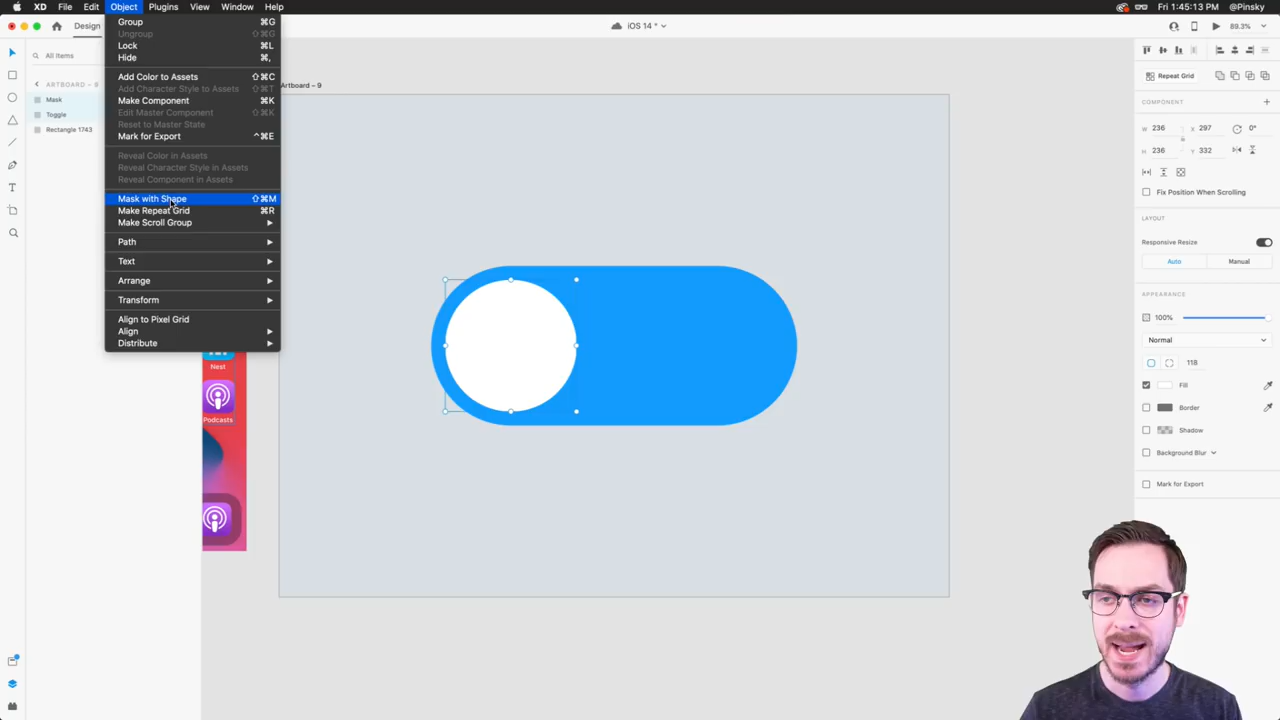 XD File Edit Object Plugins View Window Help
Fri 1:45:13 PM @Pinsky
Design
iOS 14 *
89.3%
Group ⌘G
Ungroup ⇧⌘G
Lock ⌘L
Hide ⌘,
Add Color to Assets ⇧⌘C
Add Character Style to Assets ⇧⌘T
Make Component ⌘K
Edit Master Component ⇧⌘K
Reset to Master State
Mark for Export ^⌘E
Reveal Color in Assets
Reveal Character Style in Assets
Reveal Component in Assets
Mask with Shape ⇧⌘M
Make Repeat Grid ⌘R
Make Scroll Group
Path
Text
Arrange
Transform
Align to Pixel Grid
Align
Distribute
All Items
ARTBOARD – 9
Mask
Toggle
Rectangle 1743
Artboard – 9
Nest
Podcasts
Repeat Grid
COMPONENT
W 236 X 297 0°
H 236 Y 332
Fix Position When Scrolling
LAYOUT
Responsive Resize
Auto Manual
APPEARANCE
100%
Normal
118
Fill
Border
Shadow
Background Blur
Mark for Export